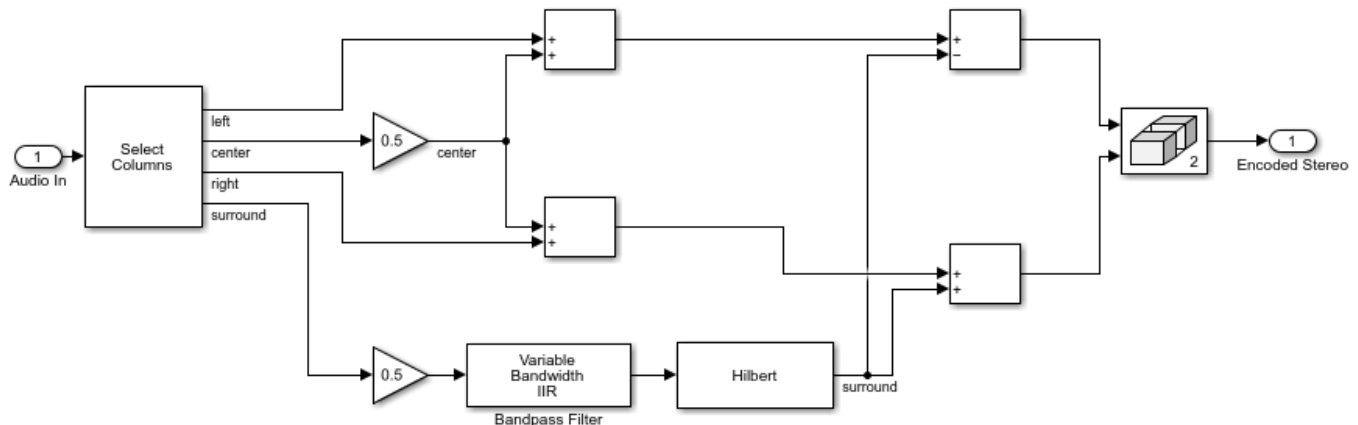 1
Audio In
Select
Columns
left
center
right
surround
0.5
center
+
+
+
+
0.5
Variable
Bandwidth
IIR
Bandpass Filter
Hilbert
surround
+
−
+
+
2
1
Encoded Stereo